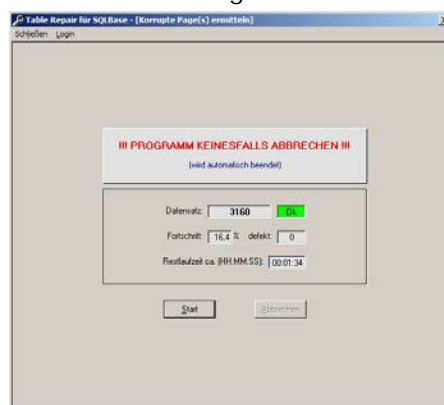 Table Repair für SQLBase - [Korrupte Page(s) ermitteln]
Schließen Login
!!! PROGRAMM KEINESFALLS ABBRECHEN !!!
(wird automatisch beendet)
Datensatz: 3160 Ok
Fortschritt: 16,4 % defekt: 0
Restlaufzeit ca. (HH:MM:SS): 00:01:34
Start Abbrechen